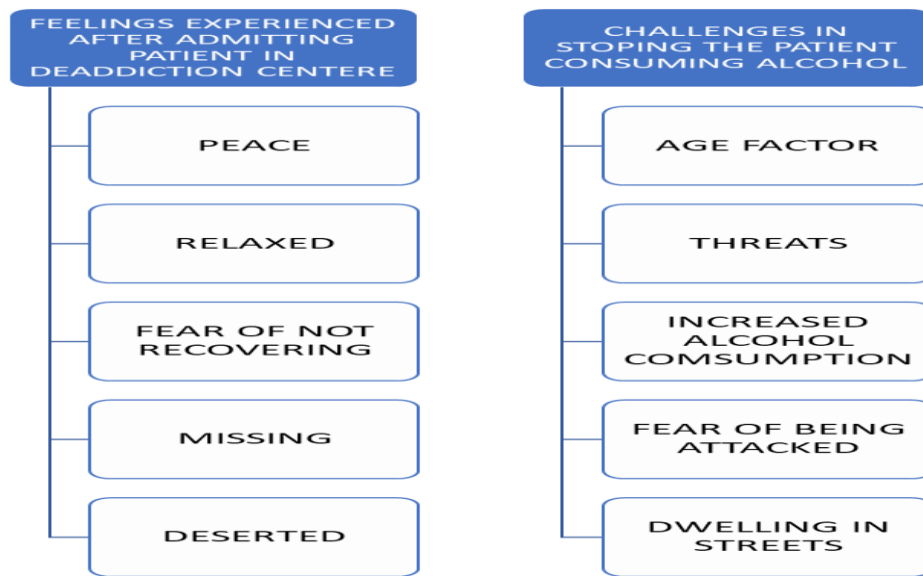 FEELINGS EXPERIENCED
AFTER ADMITTING
PATIENT IN
DEADDICTION CENTERE
PEACE
RELAXED
FEAR OF NOT
RECOVERING
MISSING
DESERTED
CHALLENGES IN
STOPING THE PATIENT
CONSUMING ALCOHOL
AGE FACTOR
THREATS
INCREASED
ALCOHOL
COMSUMPTION
FEAR OF BEING
ATTACKED
DWELLING IN
STREETS